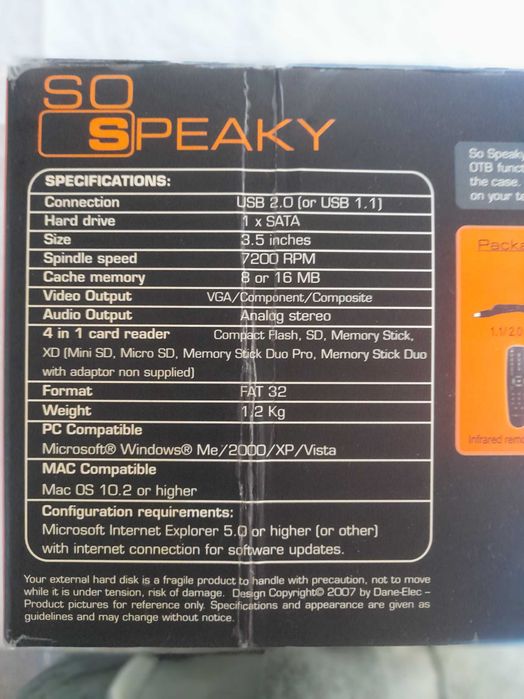 SO
SPEAKY
SPECIFICATIONS:
Connection USB 2.0 (or USB 1.1)
Hard drive 1 x SATA
Size 3.5 inches
Spindle speed 7200 RPM
Cache memory 8 or 16 MB
Video Output VGA/Component/Composite
Audio Output Analog stereo
4 in 1 card reader Compact Flash, SD, Memory Stick,
XD (Mini SD, Micro SD, Memory Stick Duo Pro, Memory Stick Duo
with adaptor non supplied)
Format FAT 32
Weight 1,2 Kg
PC Compatible
Microsoft® Windows® Me/2000/XP/Vista
MAC Compatible
Mac OS 10.2 or higher
Configuration requirements:
Microsoft Internet Explorer 5.0 or higher (or other)
with internet connection for software updates.
Your external hard disk is a fragile product to handle with precaution, not to move
while it is under tension, risk of damage. Design Copyright© 2007 by Dane-Elec –
Product pictures for reference only. Specifications and appearance are given as
guidelines and may change without notice.
So Speaky
OTB funct
the case.
on your te
Packa
1.1/2.0
Infrared remo